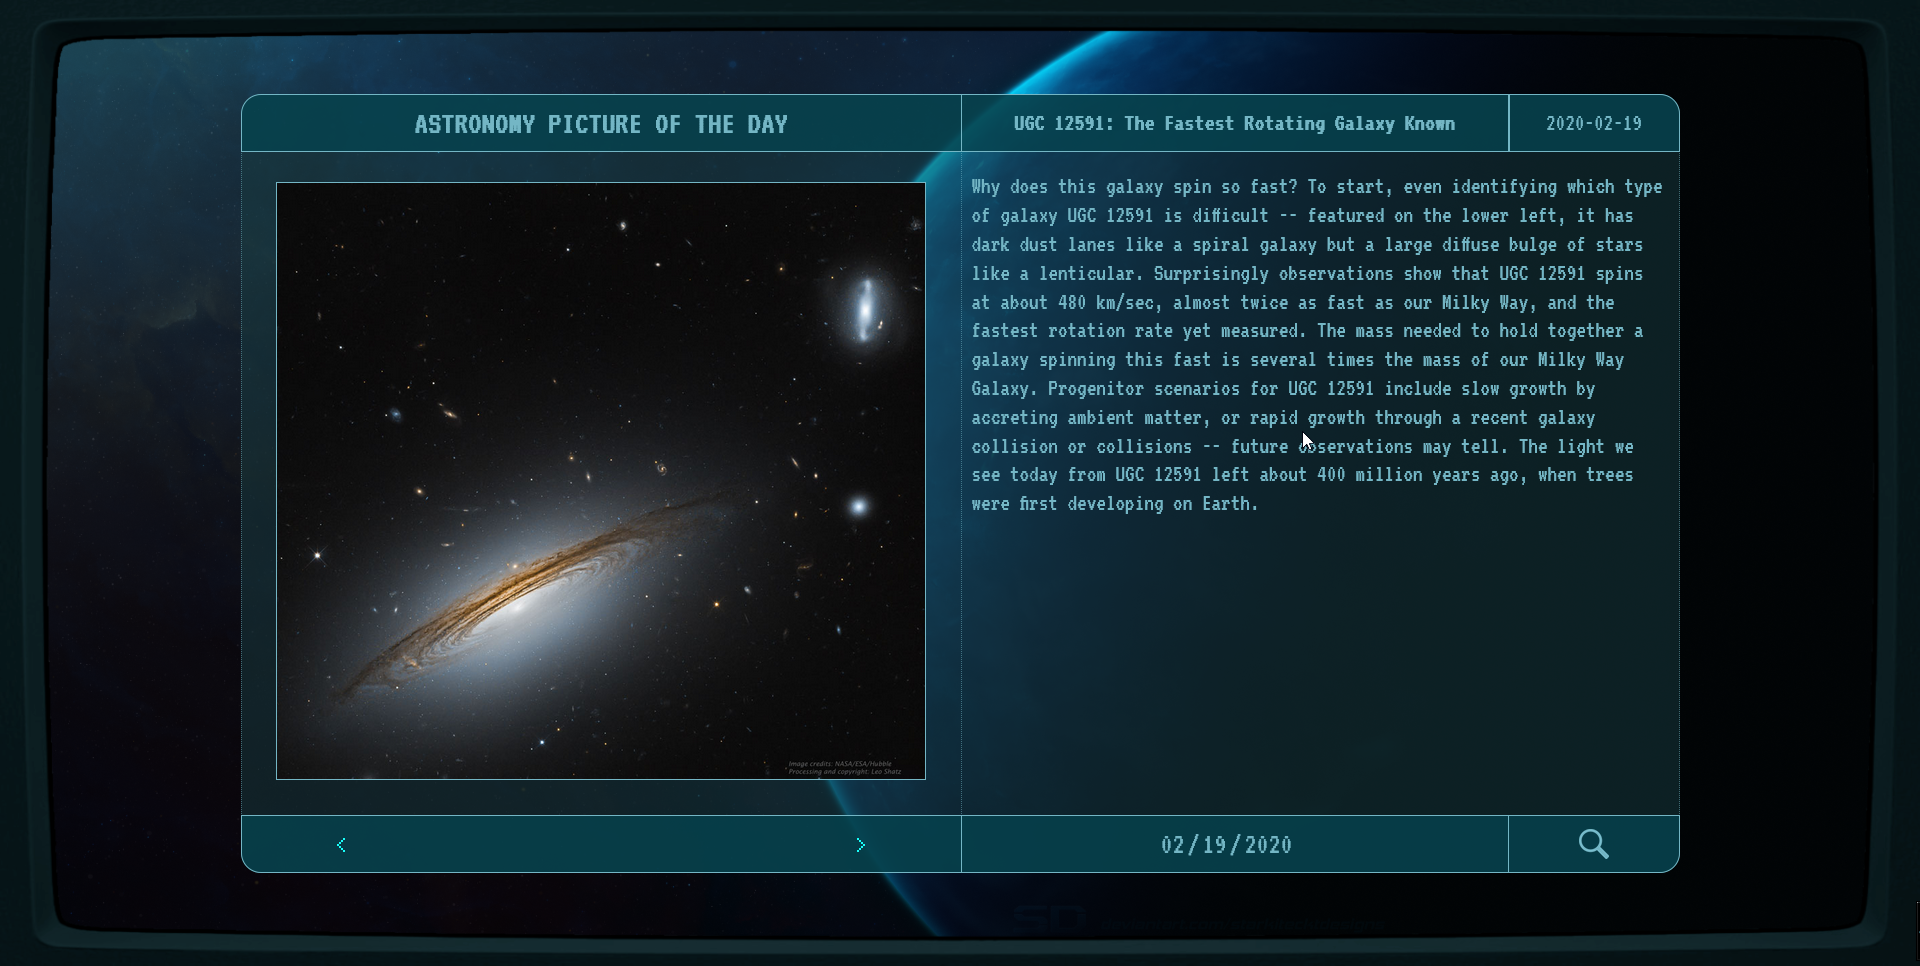 ASTRONOMY PICTURE OF THE DAY
UGC 12591: The Fastest Rotating Galaxy Known
2020-02-19
Why does this galaxy spin so fast? To start, even identifying which type
of galaxy UGC 12591 is difficult -- featured on the lower left, it has
dark dust lanes like a spiral galaxy but a large diffuse bulge of stars
like a lenticular. Surprisingly observations show that UGC 12591 spins
at about 480 km/sec, almost twice as fast as our Milky Way, and the
fastest rotation rate yet measured. The mass needed to hold together a
galaxy spinning this fast is several times the mass of our Milky Way
Galaxy. Progenitor scenarios for UGC 12591 include slow growth by
accreting ambient matter, or rapid growth through a recent galaxy
collision or collisions -- future observations may tell. The light we
see today from UGC 12591 left about 400 million years ago, when trees
were first developing on Earth.
Image credits: NASA/ESA/Hubble
Processing and copyright: Leo Shatz
< >
02/19/2020
SD